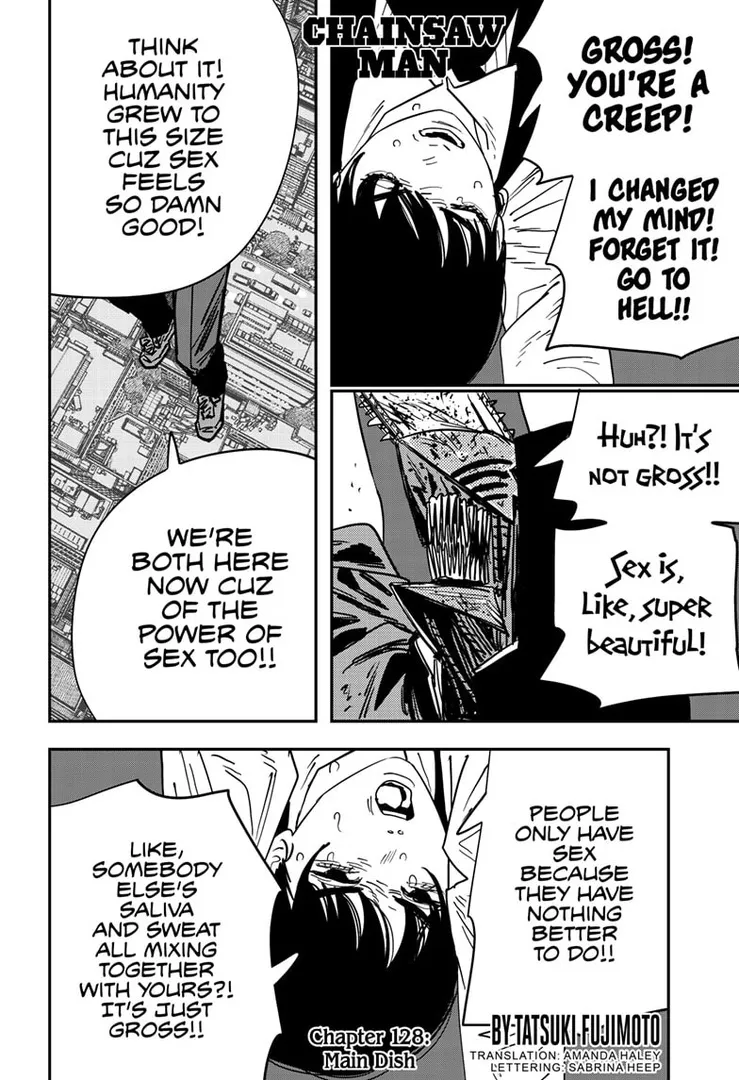 CHAINSAW
MAN
GROSS!
YOU'RE A
CREEP!
I CHANGED
MY MIND!
FORGET IT!
GO TO
HELL!!
HUH?! IT'S
NOT GROSS!!
Sex is,
Like, super
beautiful!
THINK
ABOUT IT!
HUMANITY
GREW TO
THIS SIZE
CUZ SEX
FEELS
SO DAMN
GOOD!
WE'RE
BOTH HERE
NOW CUZ
OF THE
POWER OF
SEX TOO!!
PEOPLE
ONLY HAVE
SEX
BECAUSE
THEY HAVE
NOTHING
BETTER
TO DO!!
LIKE,
SOMEBODY
ELSE'S
SALIVA
AND SWEAT
ALL MIXING
TOGETHER
WITH YOURS?!
IT'S JUST
GROSS!!
Chapter 128:
Main Dish
BY TATSUKI FUJIMOTO
TRANSLATION: AMANDA HALEY
LETTERING: SABRINA HEEP